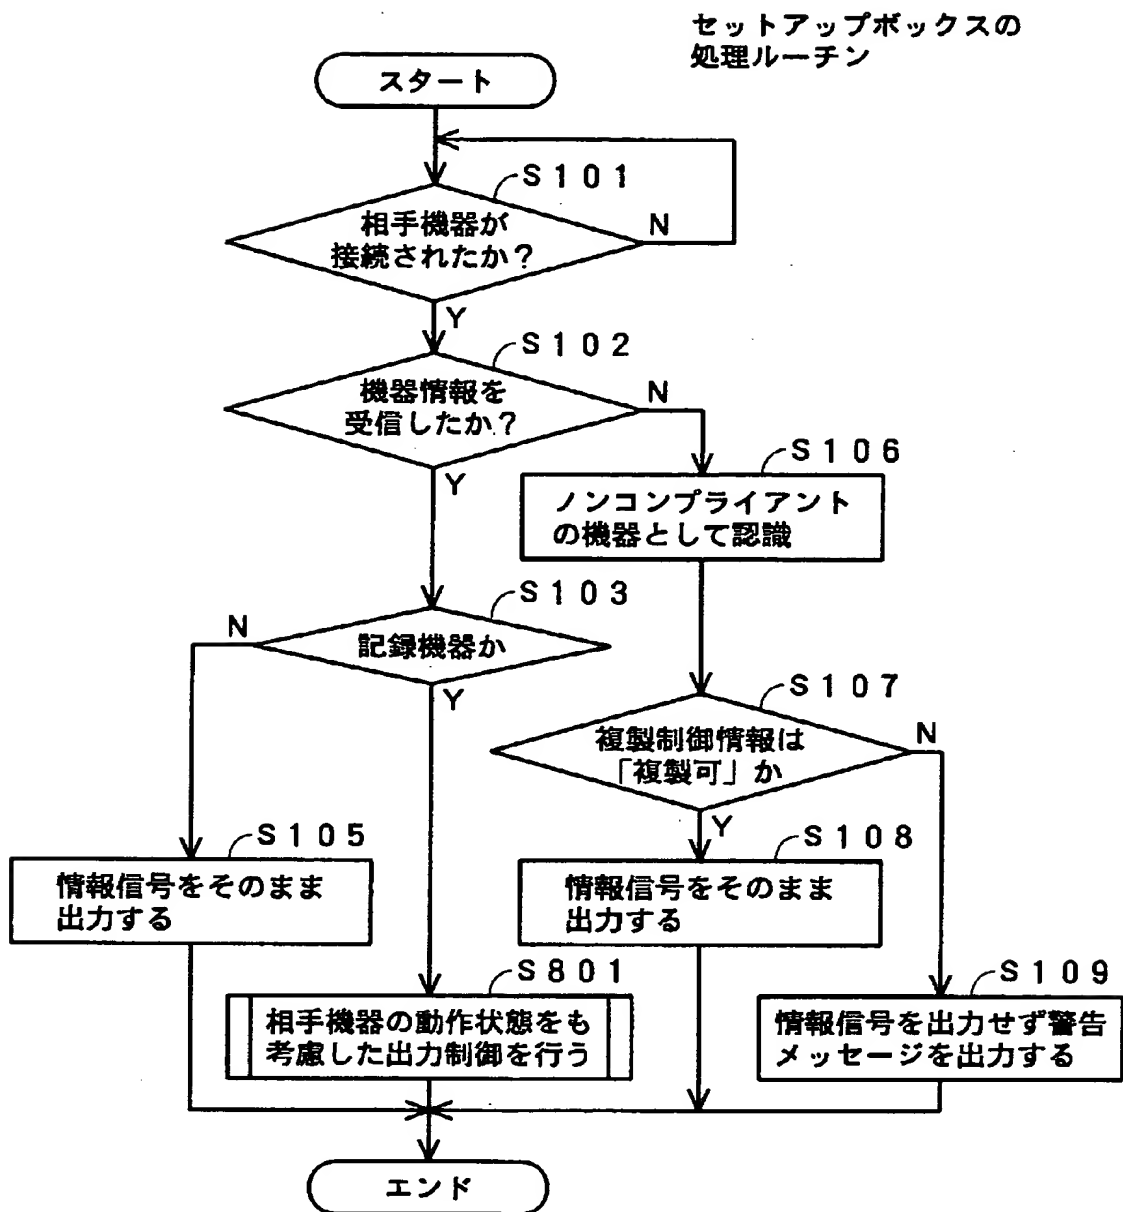 セットアップボックスの
処理ルーチン
スタート
S101
相手機器が
接続されたか？
N
Y
S102
機器情報を
受信したか？
N
Y
S106
ノンコンプライアント
の機器として認識
S103
記録機器か
N
Y
S107
複製制御情報は
「複製可」か
N
Y
S105
情報信号をそのまま
出力する
S108
情報信号をそのまま
出力する
S801
相手機器の動作状態をも
考慮した出力制御を行う
S109
情報信号を出力せず警告
メッセージを出力する
エンド